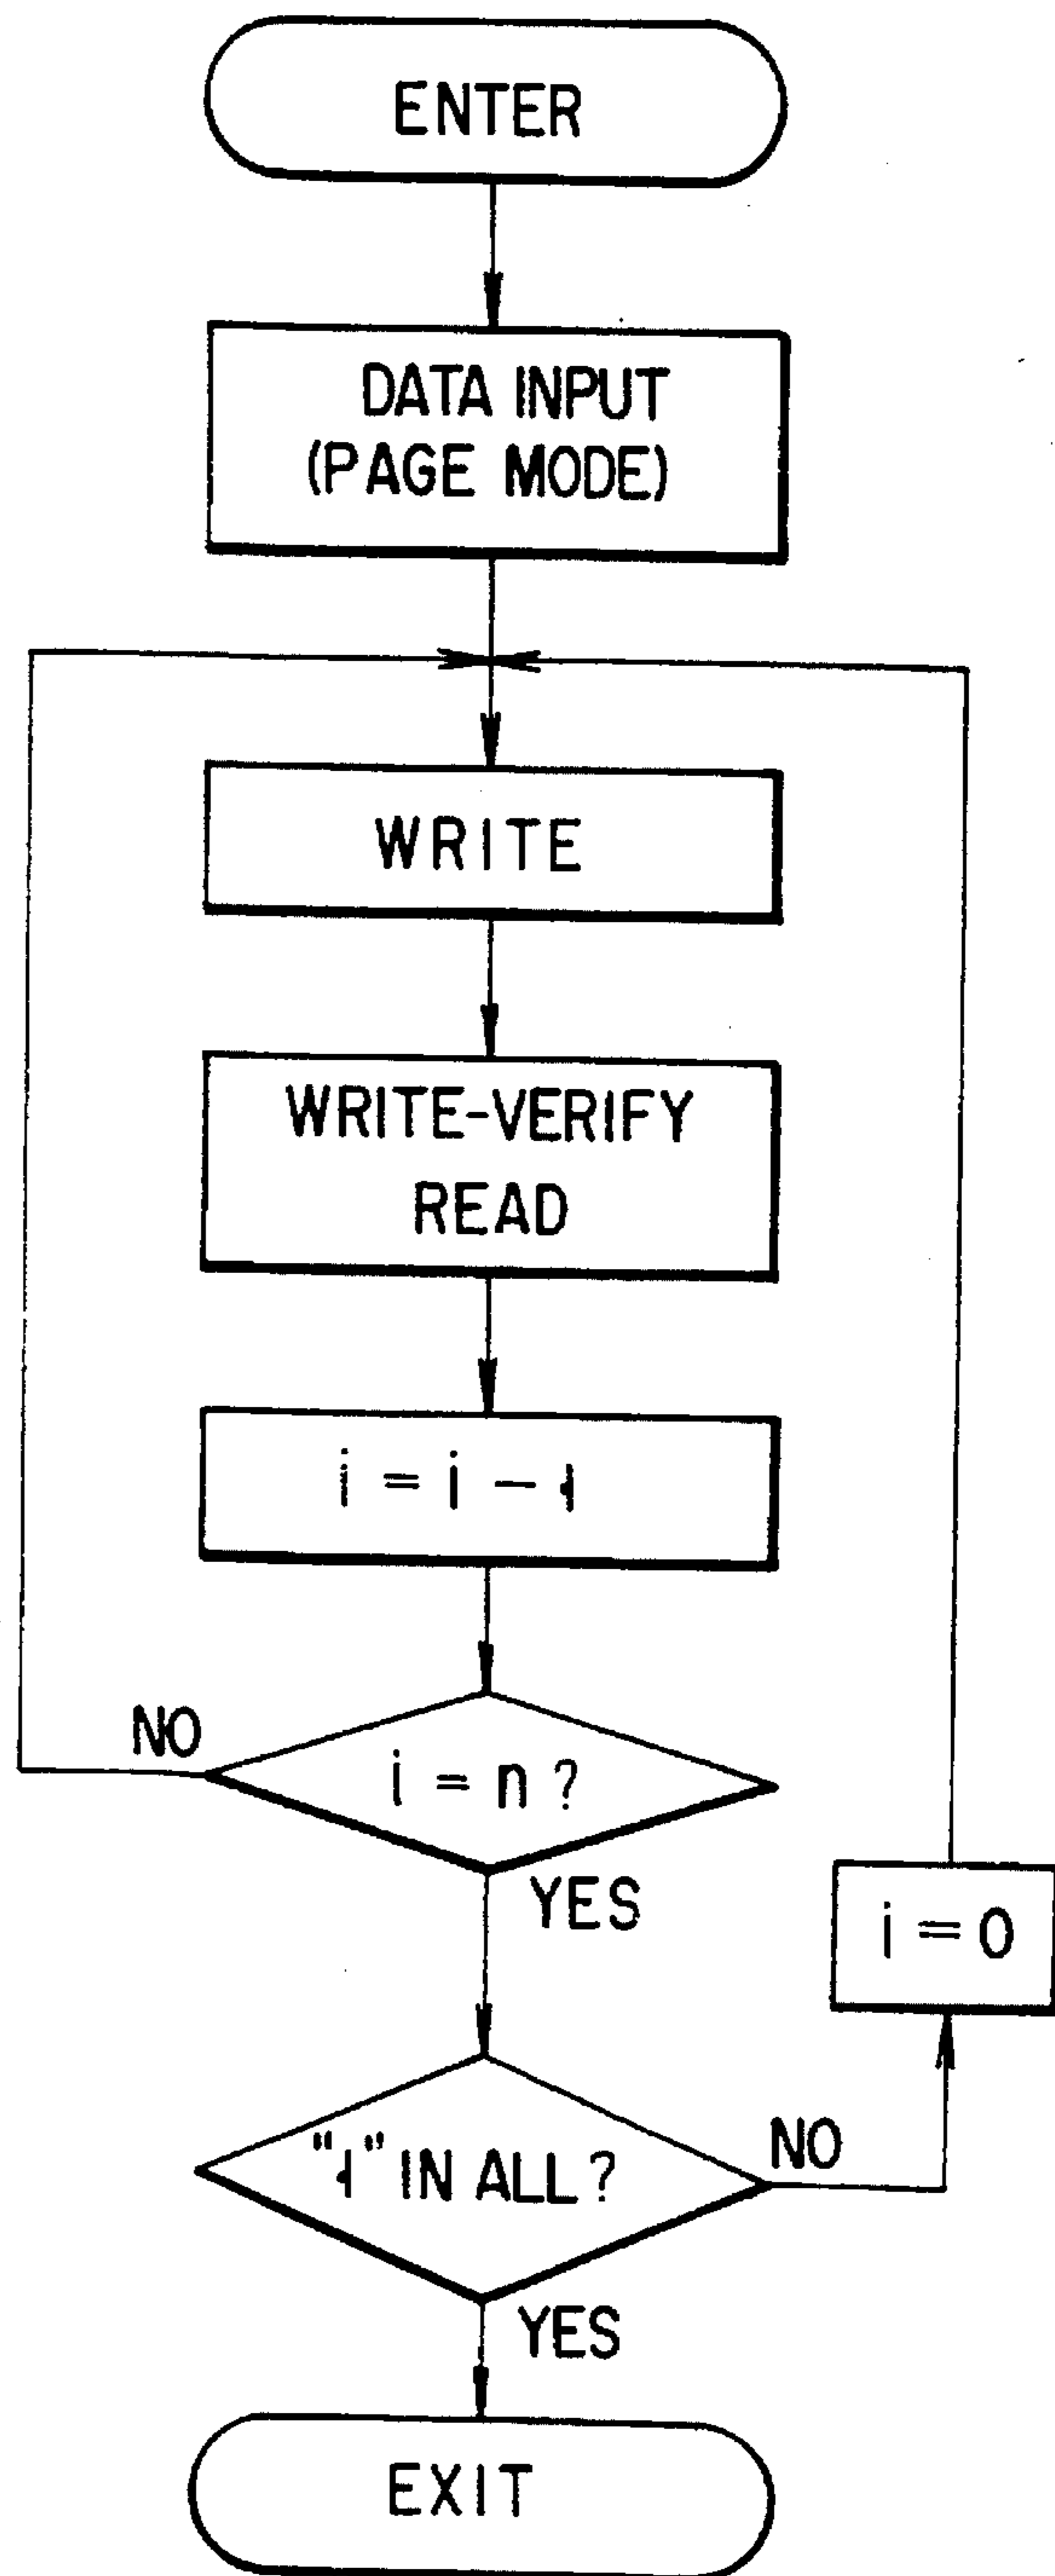 ENTER
DATA INPUT
(PAGE MODE)
WRITE
WRITE-VERIFY
READ
i = i - 1
NO
i = n ?
YES
i = 0
"1" IN ALL ?
NO
YES
EXIT